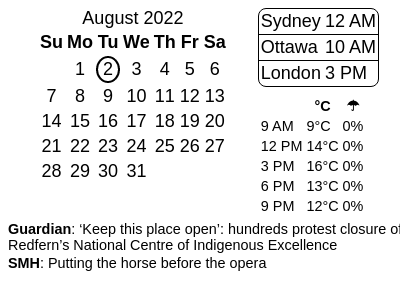 August 2022
Su Mo Tu We Th Fr Sa
1 2 3 4 5 6
7 8 9 10 11 12 13
14 15 16 17 18 19 20
21 22 23 24 25 26 27
28 29 30 31
Sydney 12 AM
Ottawa 10 AM
London 3 PM
°C ☂
9 AM 9°C 0%
12 PM 14°C 0%
3 PM 16°C 0%
6 PM 13°C 0%
9 PM 12°C 0%
Guardian: ‘Keep this place open’: hundreds protest closure of
Redfern’s National Centre of Indigenous Excellence
SMH: Putting the horse before the opera